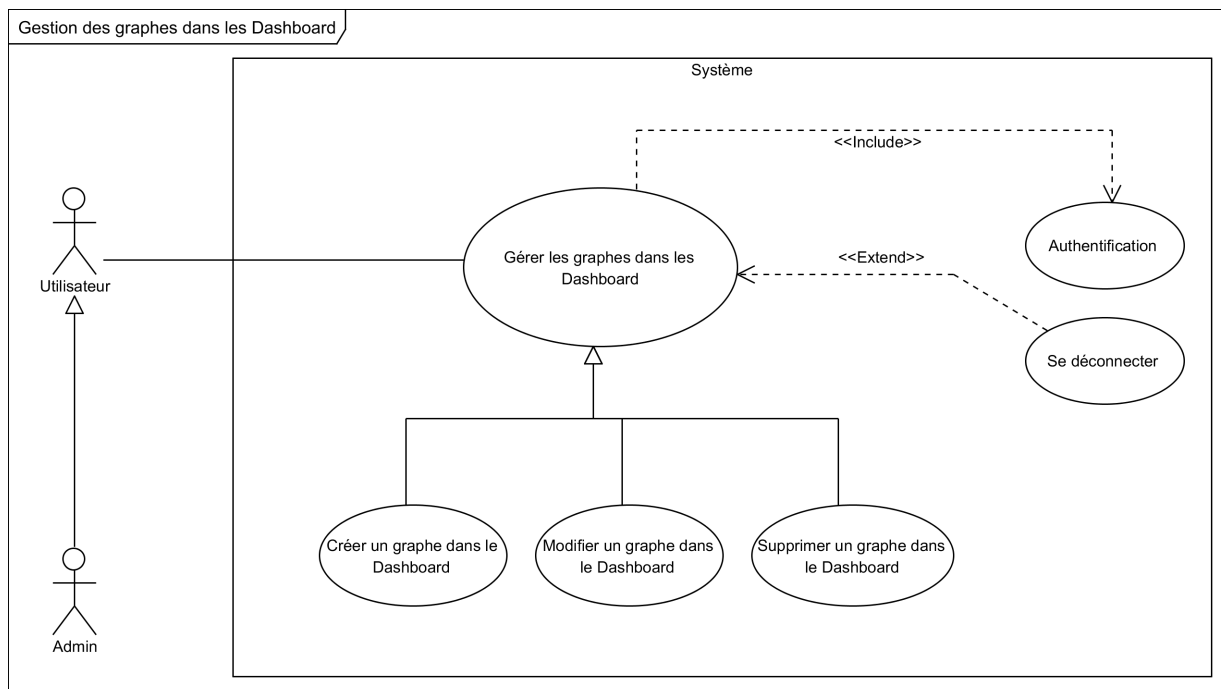 Gestion des graphes dans les Dashboard
Système
<<Include>>
Utilisateur
Gérer les graphes dans les
Dashboard
Authentification
<<Extend>>
Se déconnecter
Créer un graphe dans le
Dashboard
Modifier un graphe dans
le Dashboard
Supprimer un graphe dans
le Dashboard
Admin